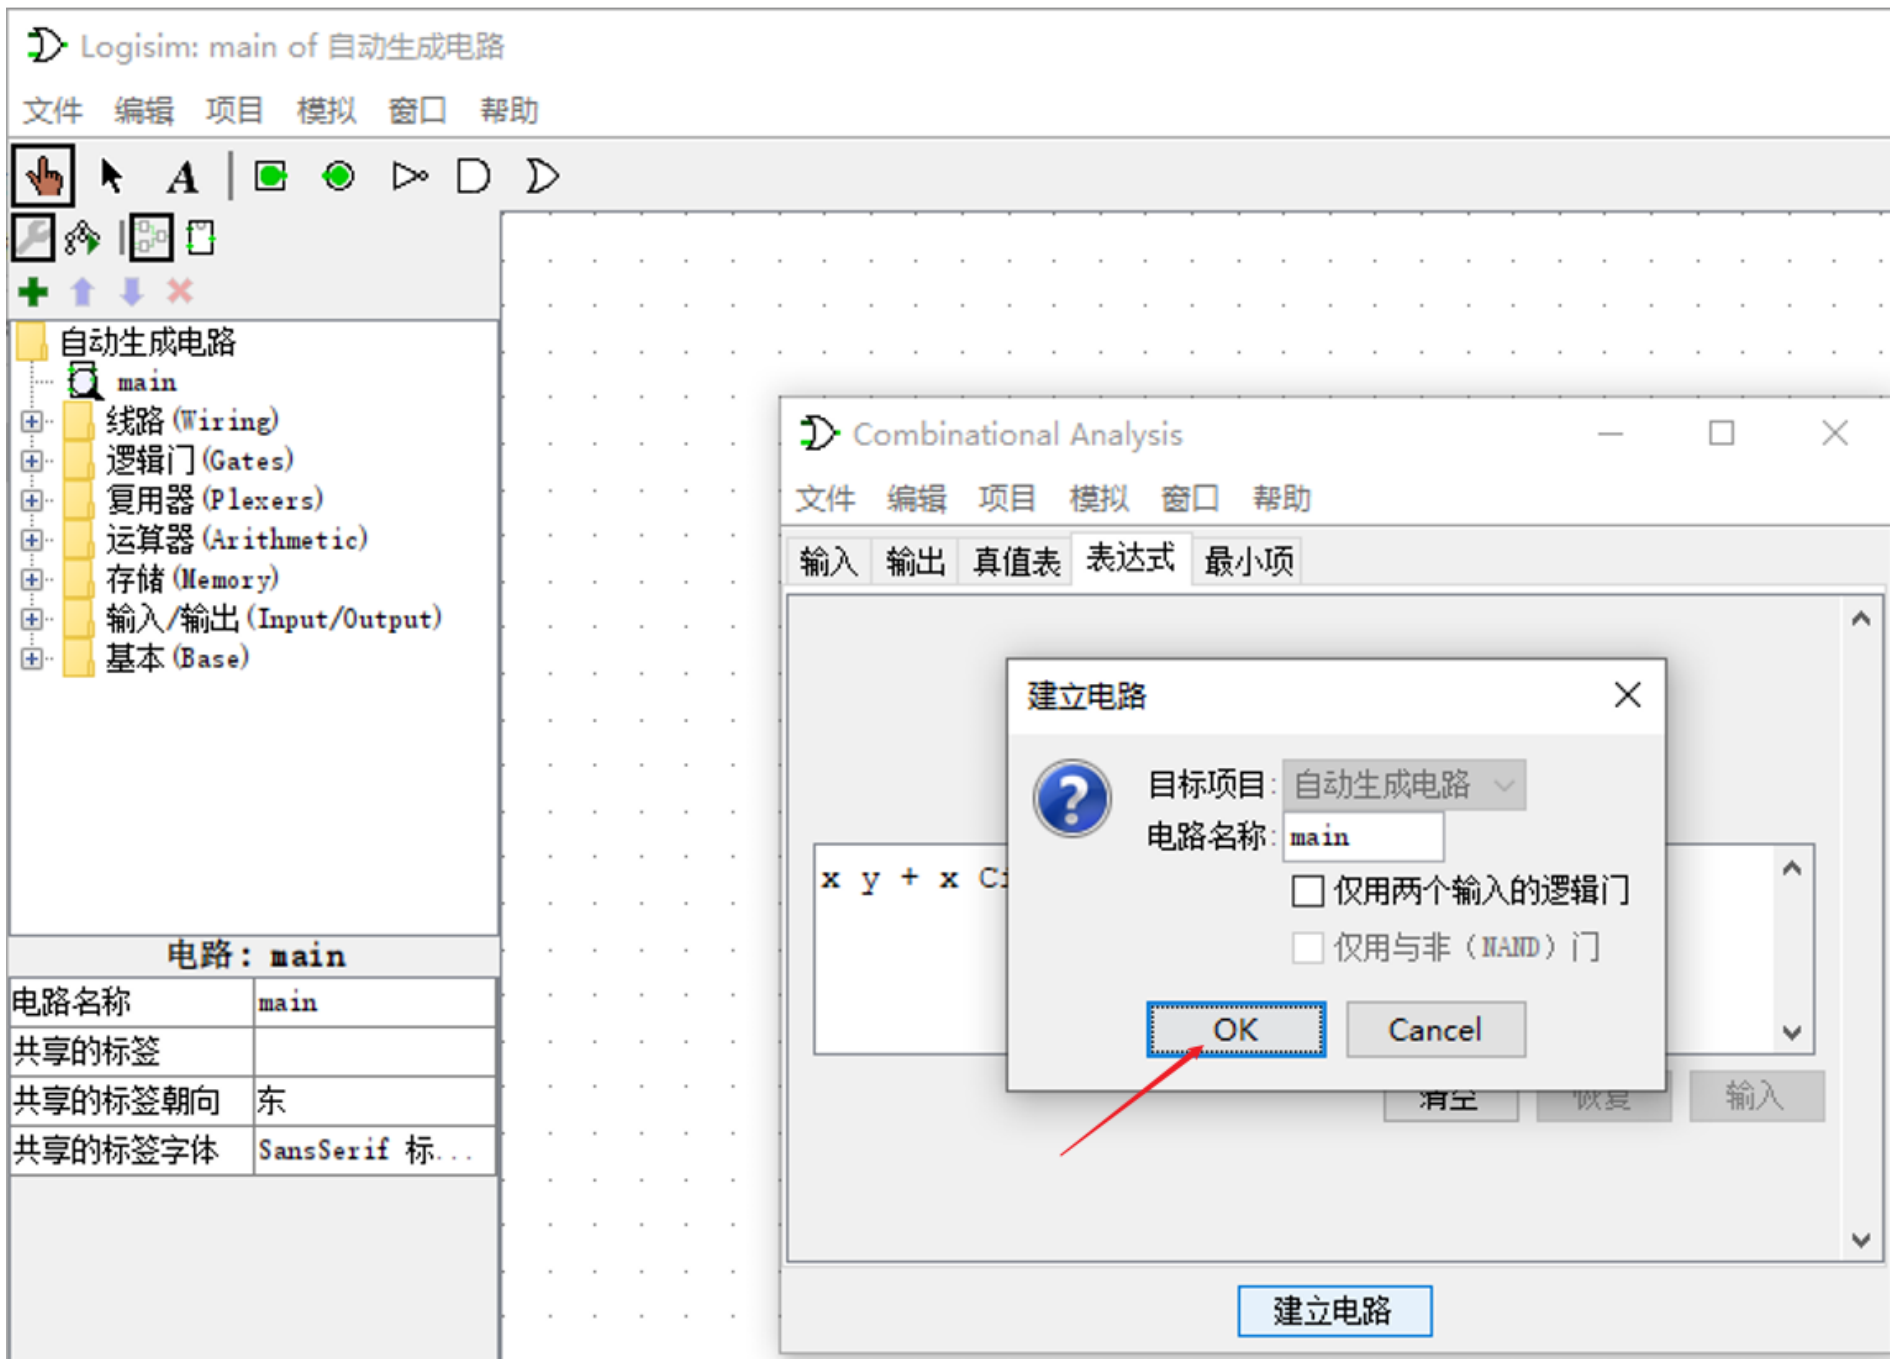 Logisim: main of 自动生成电路
文件 编辑 项目 模拟 窗口 帮助
A
自动生成电路
main
线路(Wiring)
逻辑门(Gates)
复用器(Plexers)
运算器(Arithmetic)
存储(Memory)
输入/输出(Input/Output)
基本(Base)
电路: main
电路名称 main
共享的标签
共享的标签朝向 东
共享的标签字体 SansSerif 标...
Combinational Analysis
文件 编辑 项目 模拟 窗口 帮助
输入 输出 真值表 表达式 最小项
x y + x
建立电路
目标项目: 自动生成电路
电路名称: main
仅用两个输入的逻辑门
仅用与非（NAND）门
OK Cancel
清空 恢复 输入
建立电路